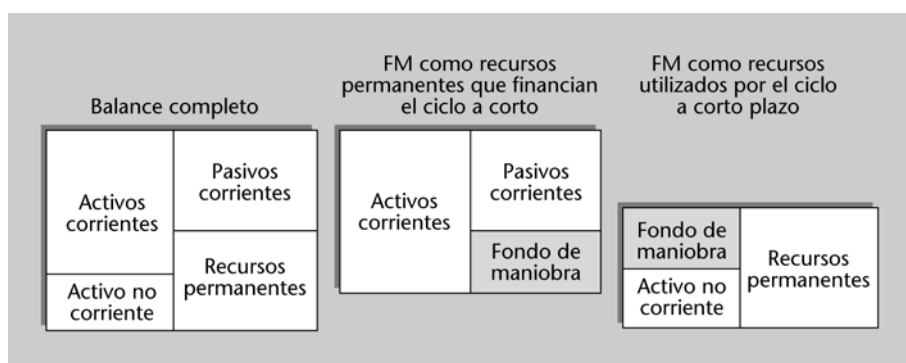 Balance completo
Activos
corrientes
Activo no
corriente
Pasivos
corrientes
Recursos
permanentes
FM como recursos
permanentes que financian
el ciclo a corto
Activos
corrientes
Pasivos
corrientes
Fondo de
maniobra
FM como recursos
utilizados por el ciclo
a corto plazo
Fondo de
maniobra
Activo no
corriente
Recursos
permanentes